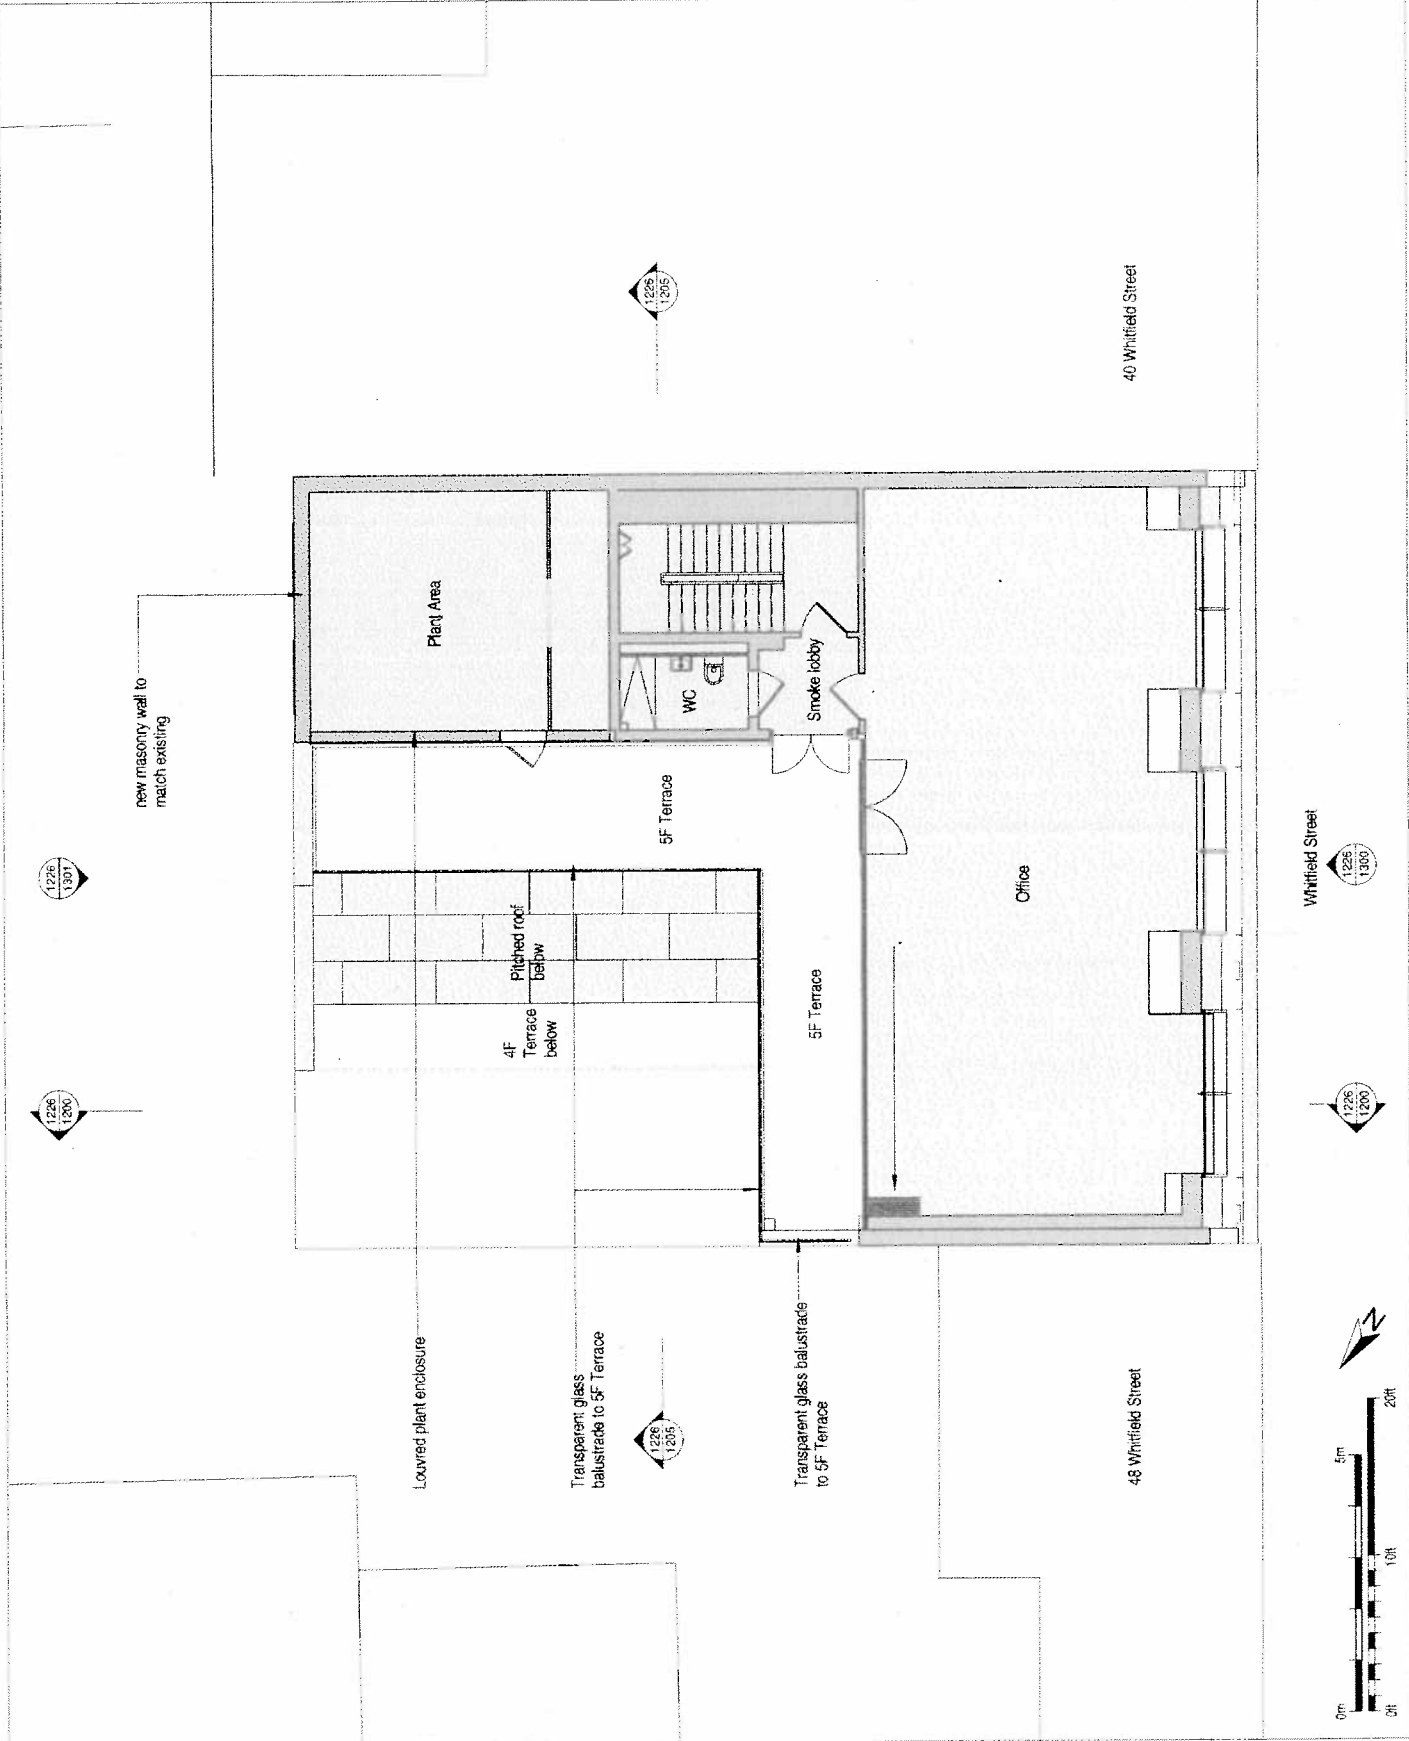 new masonry wall to
match existing
1226
1301
1226
1200
1226
1205
40 Whitfield Street
Plant Area
WC
Smoke lobby
5F Terrace
Pitched roof
below
4F
Terrace
below
5F Terrace
Office
Whitfield Street
1226
1300
1226
1200
Louvred plant enclosure
Transparent glass
balustrade to 5F Terrace
1226
1205
Transparent glass balustrade
to 5F Terrace
48 Whitfield Street
N
0m
5m
0ft
10ft
20ft